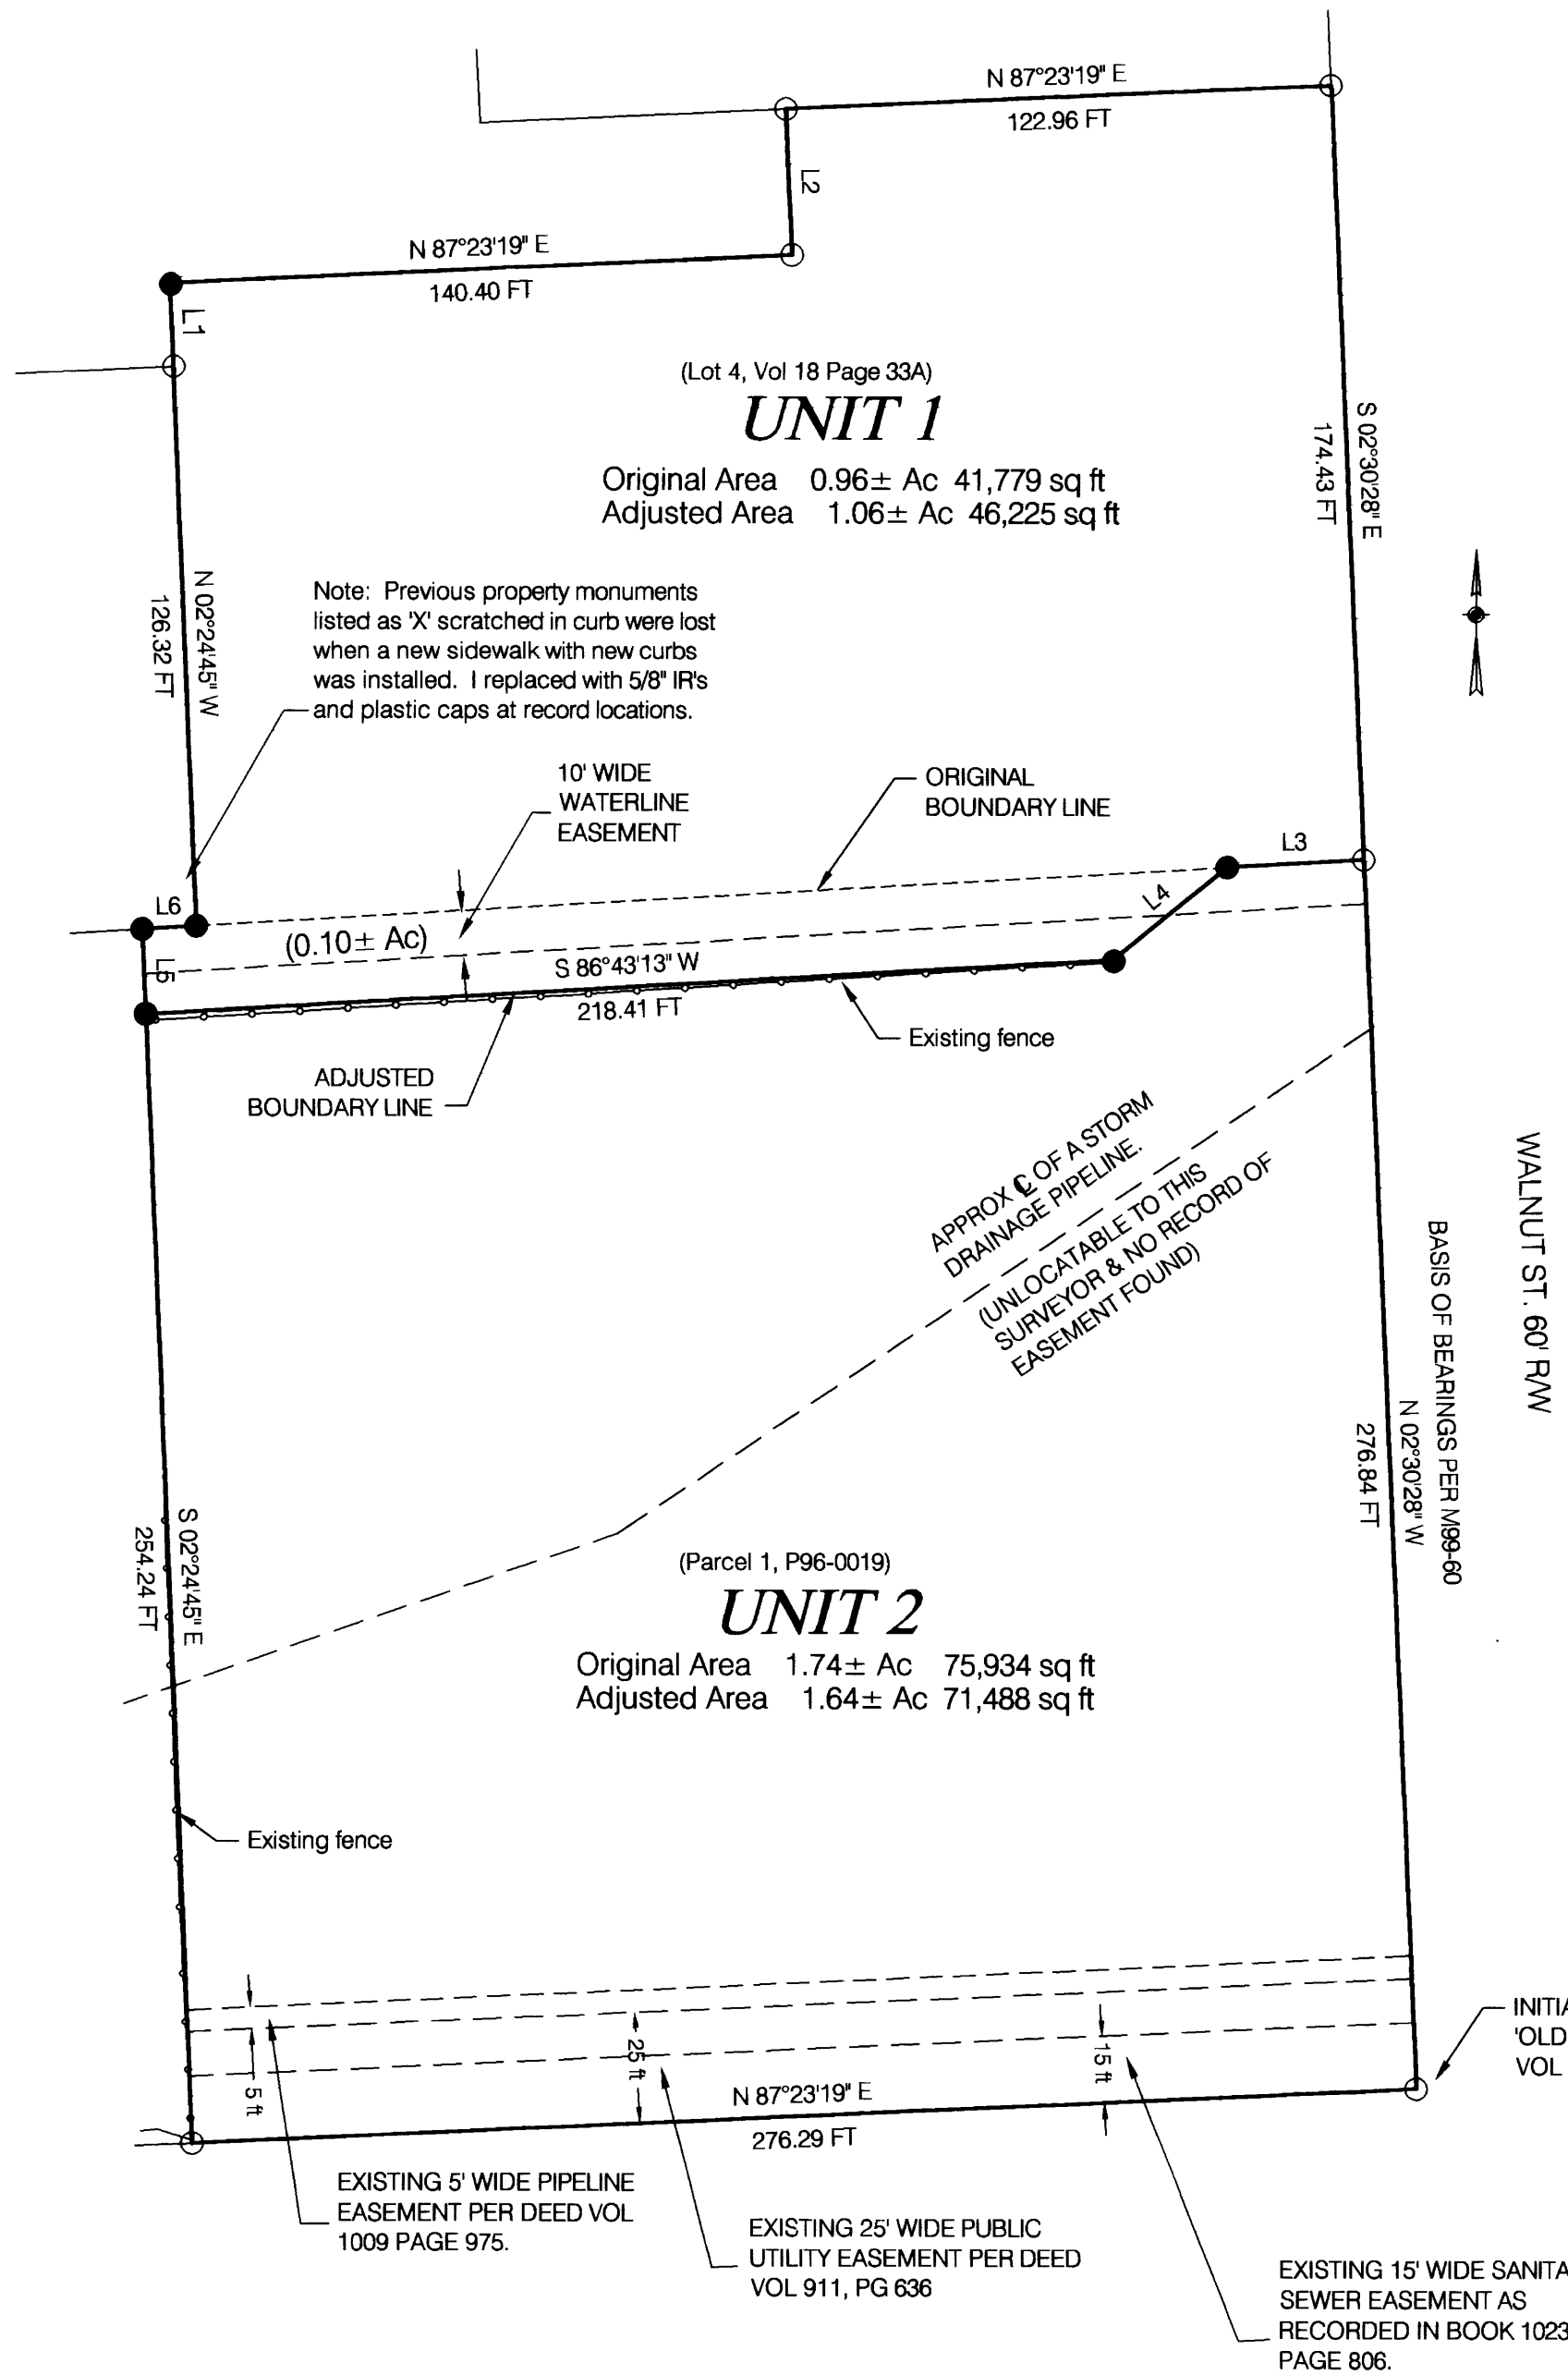 N 87°23'19" E
122.96 FT
L2
N 87°23'19" E
140.40 FT
L1
(Lot 4, Vol 18 Page 33A)
UNIT 1
Original Area 0.96± Ac 41,779 sq ft
Adjusted Area 1.06± Ac 46,225 sq ft
S 02°30'28" E
174.43 FT
N 02°24'45" W
126.32 FT
Note: Previous property monuments
listed as 'X' scratched in curb were lost
when a new sidewalk with new curbs
was installed. I replaced with 5/8" IR's
and plastic caps at record locations.
10' WIDE
WATERLINE
EASEMENT
ORIGINAL
BOUNDARY LINE
L3
L4
L6
(0.10± Ac)
L5
S 86°43'13" W
218.41 FT
Existing fence
ADJUSTED
BOUNDARY LINE
APPROX ℄ OF A STORM
DRAINAGE PIPELINE.
(UNLOCATABLE TO THIS
SURVEYOR & NO RECORD OF
EASEMENT FOUND)
WALNUT ST. 60' R/W
BASIS OF BEARINGS PER M99-60
N 02°30'28" W
276.84 FT
S 02°24'45" E
254.24 FT
(Parcel 1, P96-0019)
UNIT 2
Original Area 1.74± Ac 75,934 sq ft
Adjusted Area 1.64± Ac 71,488 sq ft
Existing fence
5 ft
25 ft
15 ft
INITIA
'OLD
VOL
N 87°23'19" E
276.29 FT
EXISTING 5' WIDE PIPELINE
EASEMENT PER DEED VOL
1009 PAGE 975.
EXISTING 25' WIDE PUBLIC
UTILITY EASEMENT PER DEED
VOL 911, PG 636
EXISTING 15' WIDE SANITA
SEWER EASEMENT AS
RECORDED IN BOOK 1023
PAGE 806.